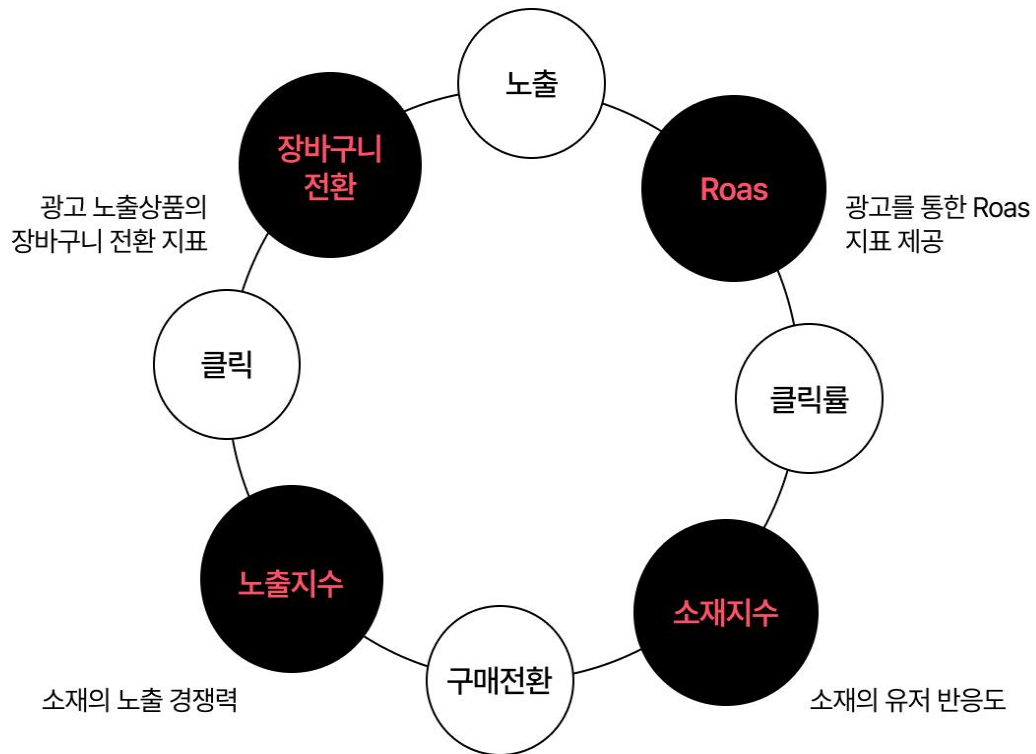 노출
장바구니
전환
Roas
광고 노출상품의
장바구니 전환 지표
광고를 통한 Roas
지표 제공
클릭
클릭률
노출지수
소재지수
구매전환
소재의 노출 경쟁력
소재의 유저 반응도